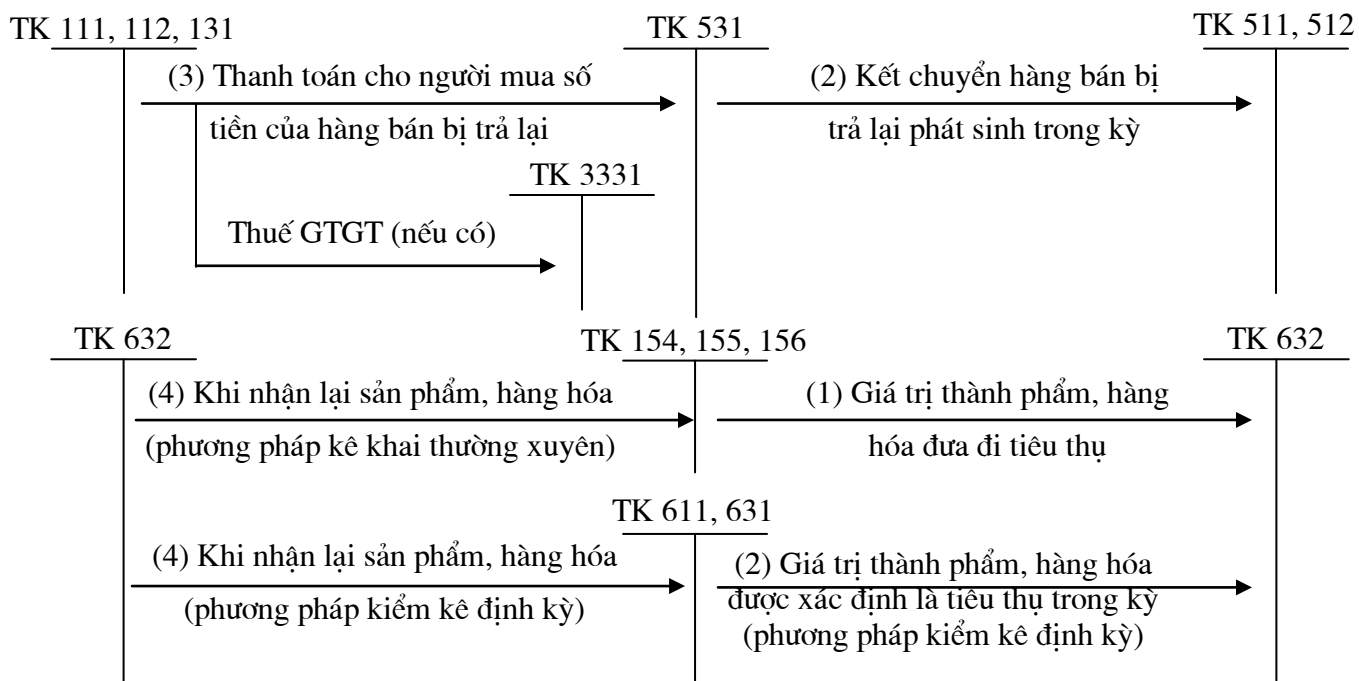 TK 111, 112, 131
TK 531
TK 511, 512
(3) Thanh toán cho người mua số
tiền của hàng bán bị trả lại
(2) Kết chuyển hàng bán bị
trả lại phát sinh trong kỳ
TK 3331
Thuế GTGT (nếu có)
TK 632
TK 154, 155, 156
TK 632
(4) Khi nhận lại sản phẩm, hàng hóa
(phương pháp kê khai thường xuyên)
(1) Giá trị thành phẩm, hàng
hóa đưa đi tiêu thụ
TK 611, 631
(4) Khi nhận lại sản phẩm, hàng hóa
(phương pháp kiểm kê định kỳ)
(2) Giá trị thành phẩm, hàng hóa
được xác định là tiêu thụ trong kỳ
(phương pháp kiểm kê định kỳ)